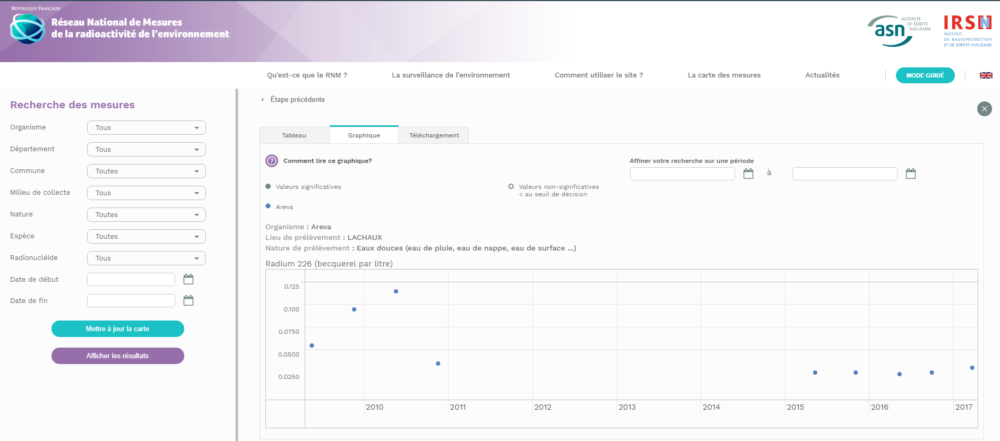 République Française
Réseau National de Mesures
de la radioactivité de l'environnement
asn
AUTORITÉ
DE SÛRETÉ
NUCLÉAIRE
IRSN
INSTITUT
DE RADIOPROTECTION
ET DE SÛRETÉ NUCLÉAIRE
Qu'est-ce que le RNM ?
La surveillance de l'environnement
Comment utiliser le site ?
La carte des mesures
Actualités
MODE GUIDÉ
Recherche des mesures
Organisme
Tous
Département
Tous
Commune
Toutes
Milieu de collecte
Tous
Nature
Toutes
Espèce
Toutes
Radionucléide
Tous
Date de début
Date de fin
Mettre à jour la carte
Afficher les résultats
Étape précédente
Tableau
Graphique
Téléchargement
? Comment lire ce graphique?
Affiner votre recherche sur une période
à
Valeurs significatives
Valeurs non-significatives
< au seuil de décision
Areva
Organisme : Areva
Lieu de prélèvement : LACHAUX
Nature de prélèvement : Eaux douces (eau de pluie, eau de nappe, eau de surface ...)
Radium 226 (becquerel par litre)
0.125
0.100
0.0750
0.0500
0.0250
2010 2011 2012 2013 2014 2015 2016 2017